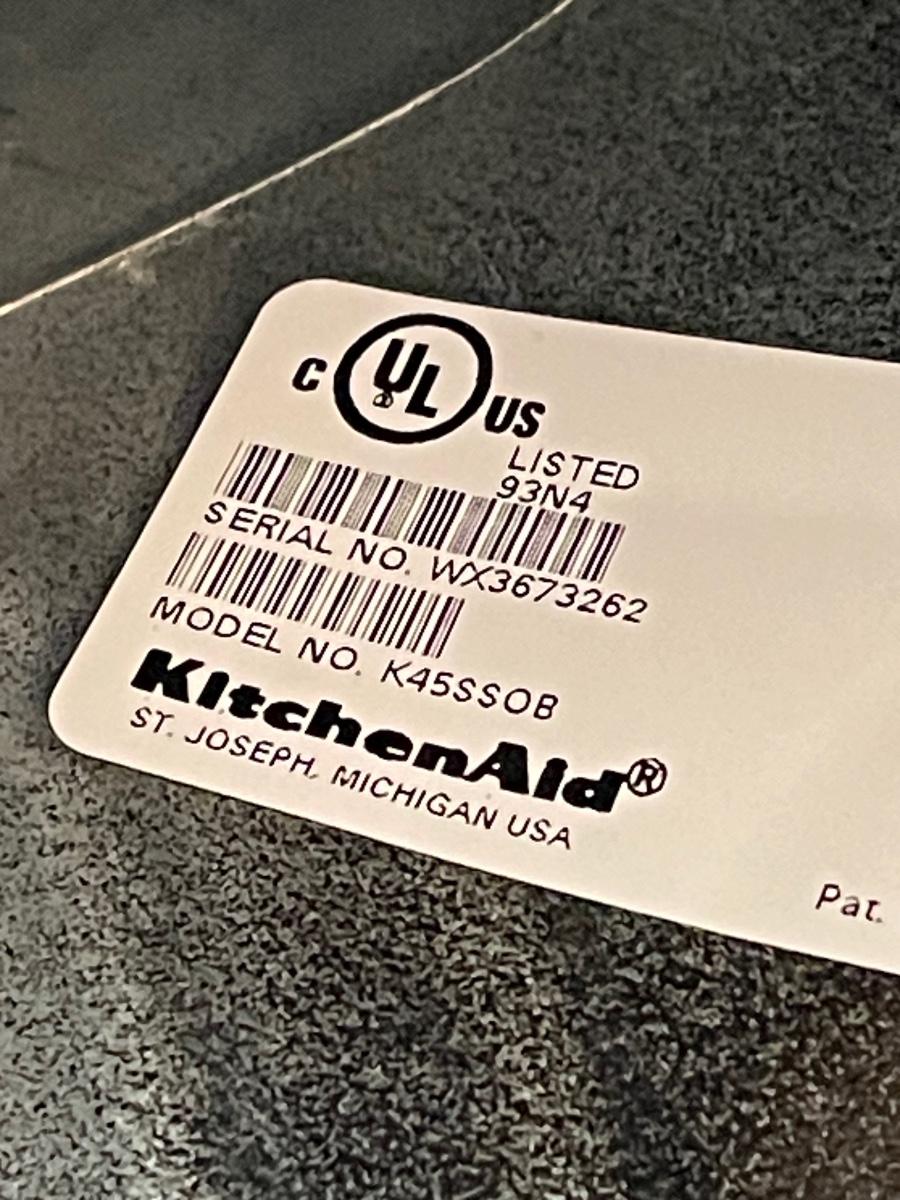 C UL US
LISTED
93N4
SERIAL NO. WX3673262
MODEL NO. K45SSOB
KitchenAid®
ST. JOSEPH, MICHIGAN USA
Pat.